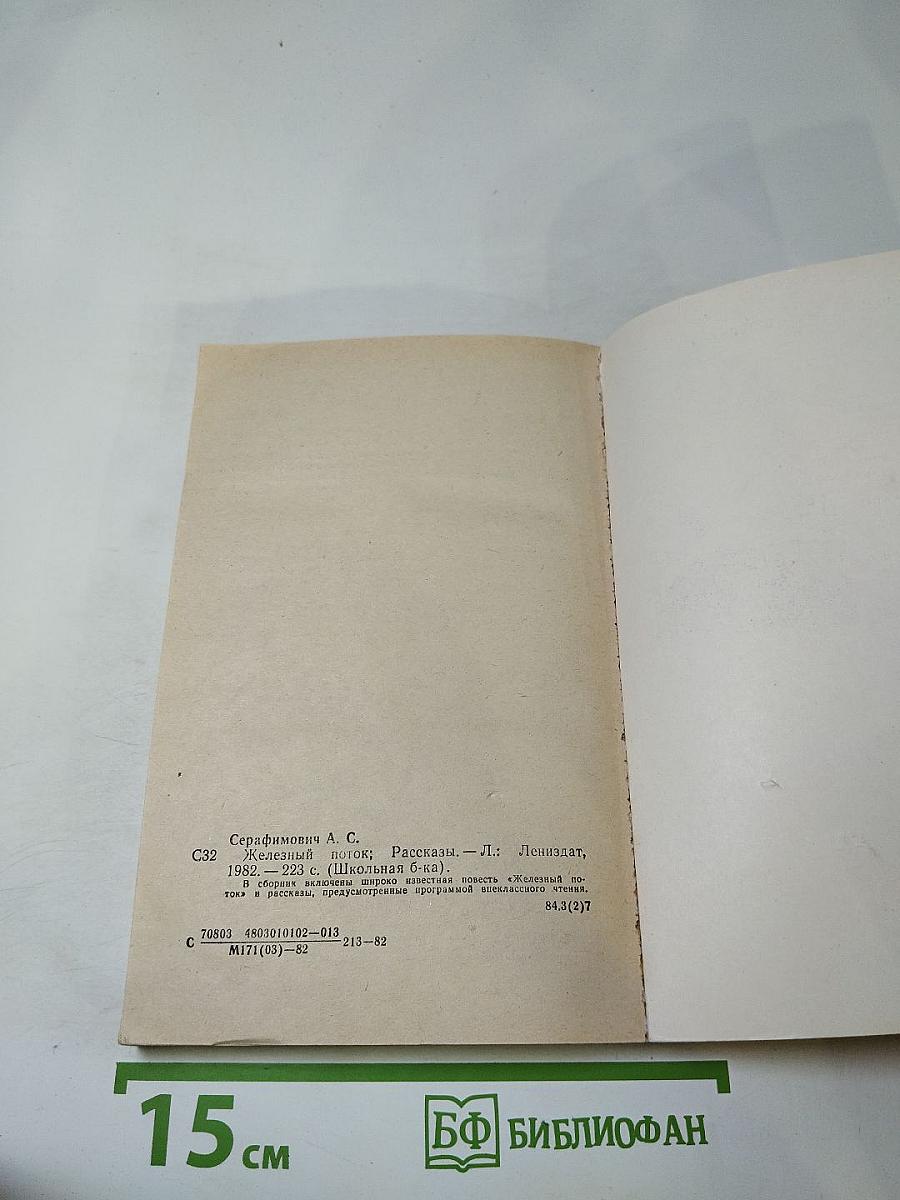 Серафимович А. С.
С32 Железный поток; Рассказы. — Л.: Лениздат,
1982. — 223 с. (Школьная б-ка).
В сборник включены широко известная повесть «Железный по-
ток» и рассказы, предусмотренные программой внеклассного чтения.
84.3(2)7
С 70803 4803010102—013
М171(03)—82 213—82
15 см БФ БИБЛИОФАН